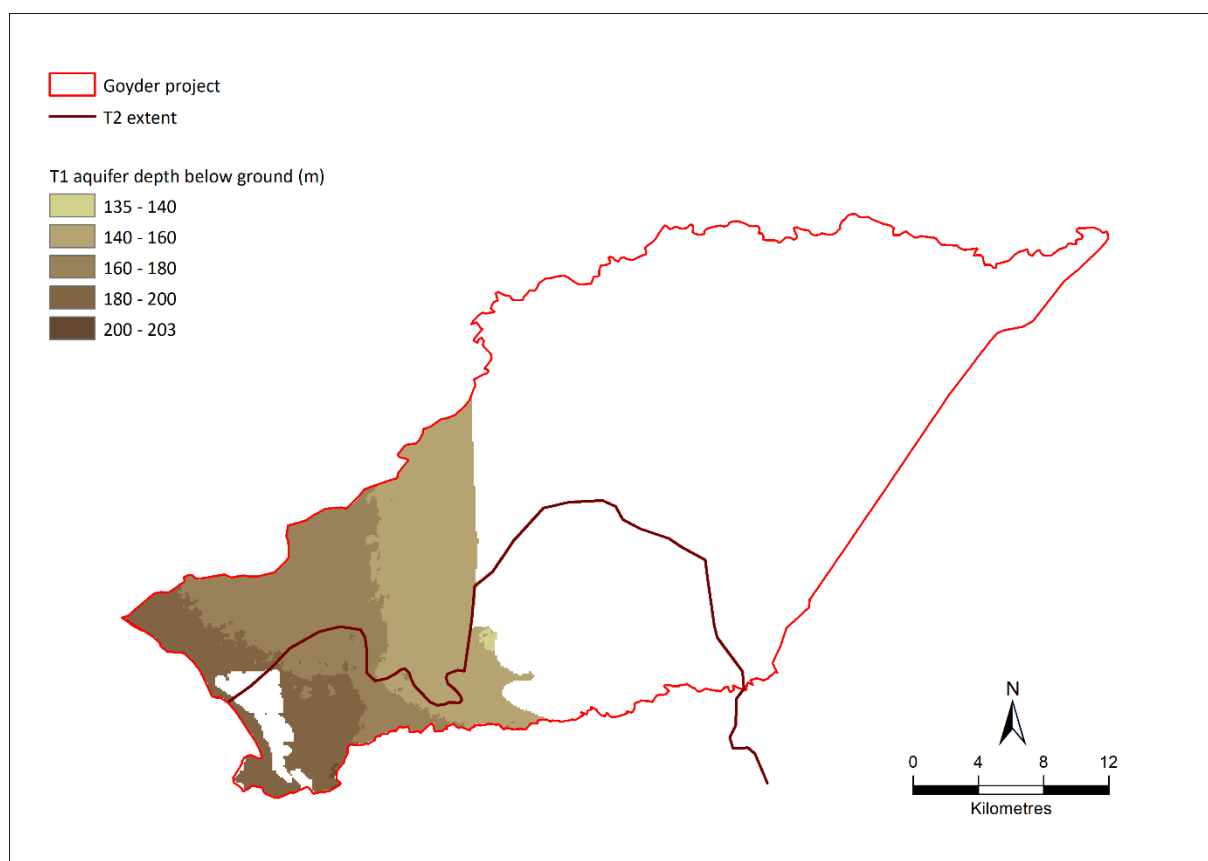 Goyder project
T2 extent
T1 aquifer depth below ground (m)
135 - 140
140 - 160
160 - 180
180 - 200
200 - 203
N
0 4 8 12
Kilometres